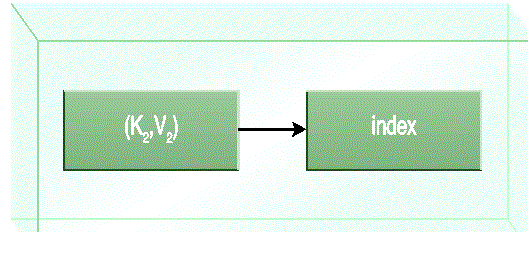 (K₂,V₂)
index